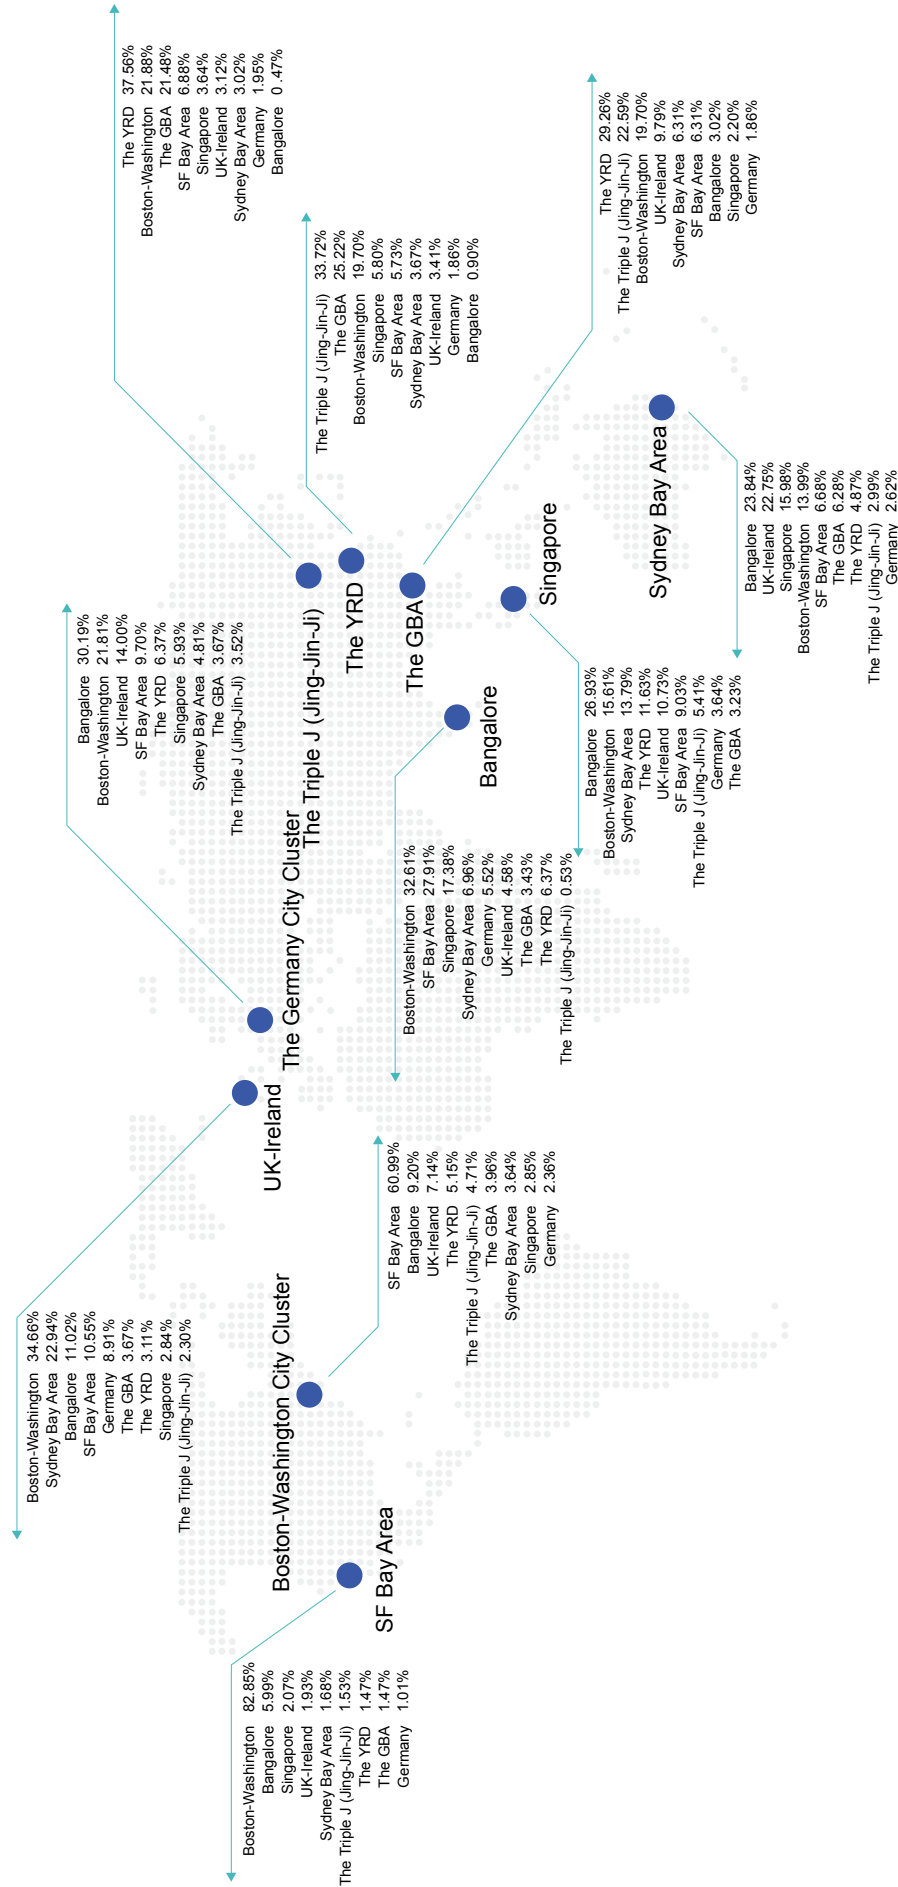 Boston-Washington 34.66%
Sydney Bay Area 22.94%
Bangalore 11.02%
SF Bay Area 10.55%
Germany 8.91%
The GBA 3.67%
The YRD 3.11%
Singapore 2.84%
The Triple J (Jing-Jin-Ji) 2.30%
Bangalore 30.19%
Boston-Washington 21.81%
UK-Ireland 14.00%
SF Bay Area 9.70%
The YRD 6.37%
Singapore 5.93%
Sydney Bay Area 4.81%
The GBA 3.67%
The Triple J (Jing-Jin-Ji) 3.52%
The YRD 37.56%
Boston-Washington 21.88%
The GBA 21.48%
SF Bay Area 6.88%
Singapore 3.64%
UK-Ireland 3.12%
Sydney Bay Area 3.02%
Germany 1.95%
Bangalore 0.47%
Boston-Washington 82.85%
Bangalore 5.99%
Singapore 2.07%
UK-Ireland 1.93%
Sydney Bay Area 1.68%
The Triple J (Jing-Jin-Ji) 1.53%
The YRD 1.47%
The GBA 1.47%
Germany 1.01%
The Triple J (Jing-Jin-Ji) 33.72%
The GBA 25.22%
Boston-Washington 19.70%
Singapore 5.80%
SF Bay Area 5.73%
Sydney Bay Area 3.67%
UK-Ireland 3.41%
Germany 1.86%
Bangalore 0.90%
UK-Ireland
The Germany City Cluster
The Triple J (Jing-Jin-Ji)
Boston-Washington City Cluster
The YRD
SF Bay Area
The GBA
Bangalore
Singapore
Sydney Bay Area
SF Bay Area 60.99%
Bangalore 9.20%
UK-Ireland 7.14%
The YRD 5.15%
The Triple J (Jing-Jin-Ji) 4.71%
The GBA 3.96%
Sydney Bay Area 3.64%
Singapore 2.85%
Germany 2.36%
Boston-Washington 32.61%
SF Bay Area 27.91%
Singapore 17.38%
Sydney Bay Area 6.96%
Germany 5.52%
UK-Ireland 4.58%
The GBA 3.43%
The YRD 6.37%
The Triple J (Jing-Jin-Ji) 0.53%
Bangalore 26.93%
Boston-Washington 15.61%
Sydney Bay Area 13.79%
The YRD 11.63%
UK-Ireland 10.73%
SF Bay Area 9.03%
The Triple J (Jing-Jin-Ji) 5.41%
Germany 3.64%
The GBA 3.23%
The YRD 29.26%
The Triple J (Jing-Jin-Ji) 22.59%
Boston-Washington 19.70%
UK-Ireland 9.79%
Sydney Bay Area 6.31%
SF Bay Area 6.31%
Bangalore 3.02%
Singapore 2.20%
Germany 1.86%
Bangalore 23.84%
UK-Ireland 22.75%
Singapore 15.98%
Boston-Washington 13.99%
SF Bay Area 6.68%
The GBA 6.28%
The YRD 4.87%
The Triple J (Jing-Jin-Ji) 2.99%
Germany 2.62%